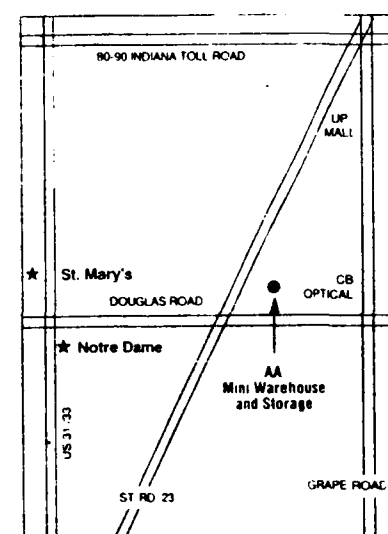 80-90 INDIANA TOLL ROAD
UP
MALL
★ St. Mary's
CB
OPTICAL
DOUGLAS ROAD
★ Notre Dame
AA
Mini Warehouse
and Storage
US 31-33
ST RD 23
GRAPE ROAD